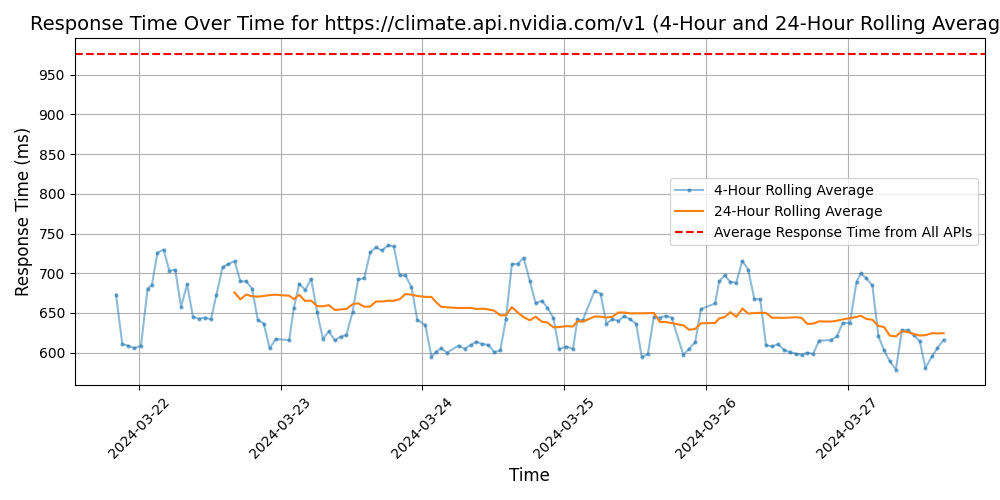 Response Time Over Time for https://climate.api.nvidia.com/v1 (4-Hour and 24-Hour Rolling Averag
Response Time (ms)
950
900
850
800
750
700
650
600
4-Hour Rolling Average
24-Hour Rolling Average
Average Response Time from All APIs
2024-03-22
2024-03-23
2024-03-24
2024-03-25
2024-03-26
2024-03-27
Time